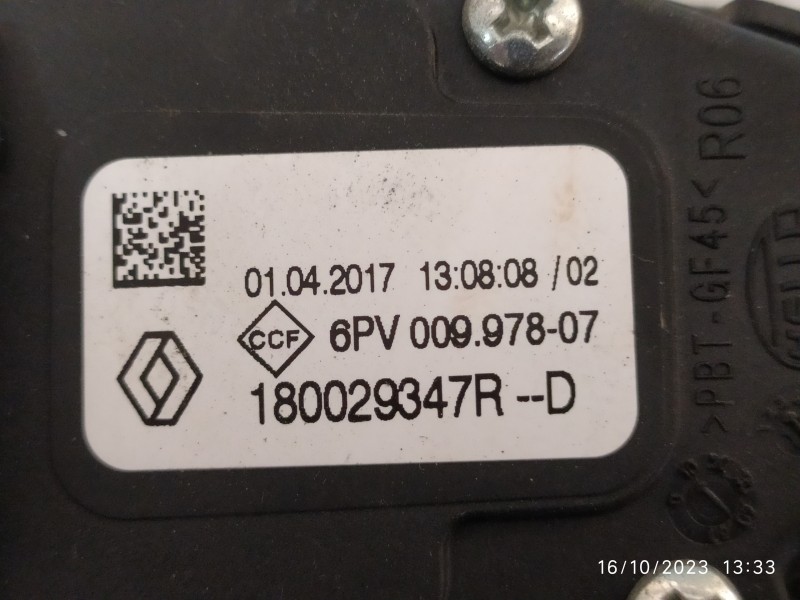 01.04.2017 13:08:08 /02
CCF 6PV 009.978-07
180029347R --D
>PBT-GF45< R06
HELLA
16/10/2023 13:33